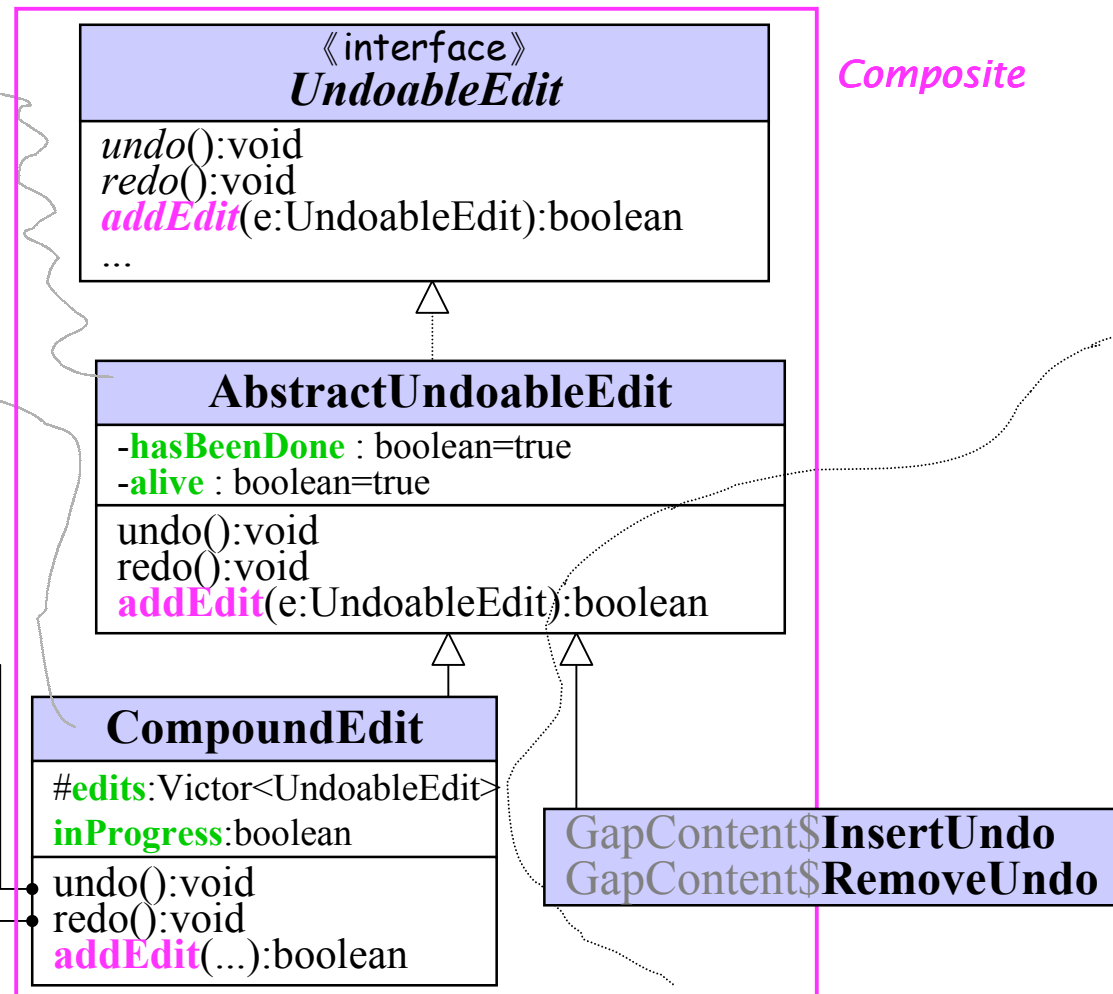 《interface》
UndoableEdit
Composite
undo():void
redo():void
addEdit(e:UndoableEdit):boolean
...
AbstractUndoableEdit
-hasBeenDone : boolean=true
-alive : boolean=true
undo():void
redo():void
addEdit(e:UndoableEdit):boolean
CompoundEdit
#edits:Victor<UndoableEdit>
inProgress:boolean
undo():void
redo():void
addEdit(...):boolean
GapContent$InsertUndo
GapContent$RemoveUndo